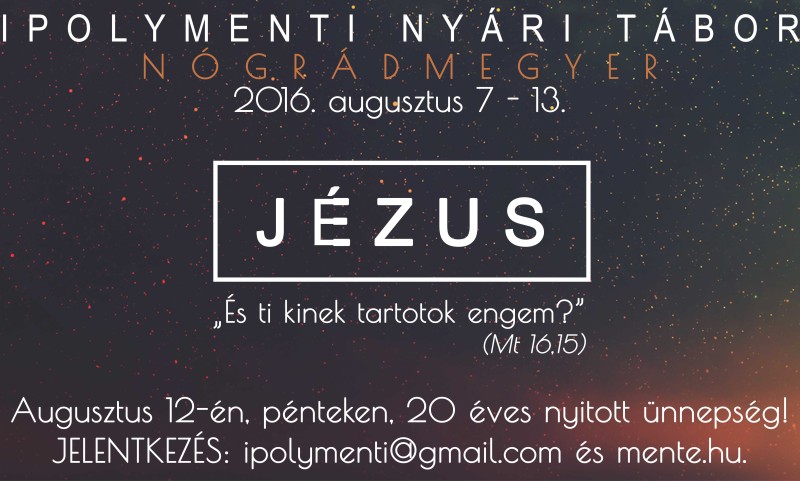 IPOLYMENTI NYÁRI TÁBOR
NÓGRÁDMEGYER
2016. augusztus 7 - 13.
JÉZUS
„És ti kinek tartotok engem?”
(Mt 16,15)
Augusztus 12-én, pénteken, 20 éves nyitott ünnepség!
JELENTKEZÉS: ipolymenti@gmail.com és mente.hu.